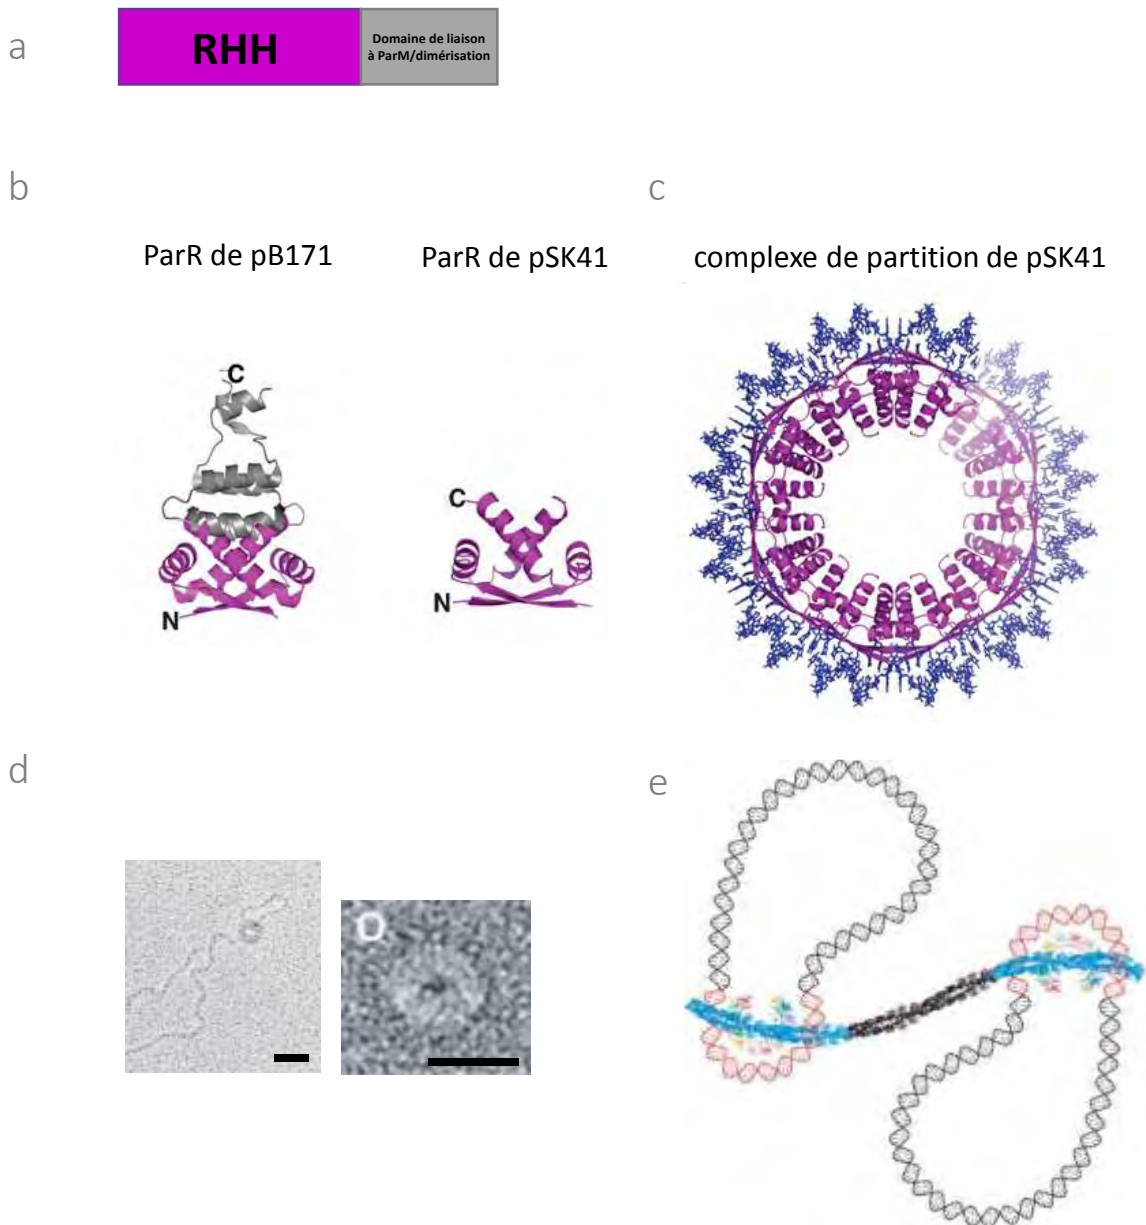 a
RHH
Domaine de liaison
à ParM/dimérisation
b
c
ParR de pB171
ParR de pSK41
complexe de partition de pSK41
C
N
C
N
d
e